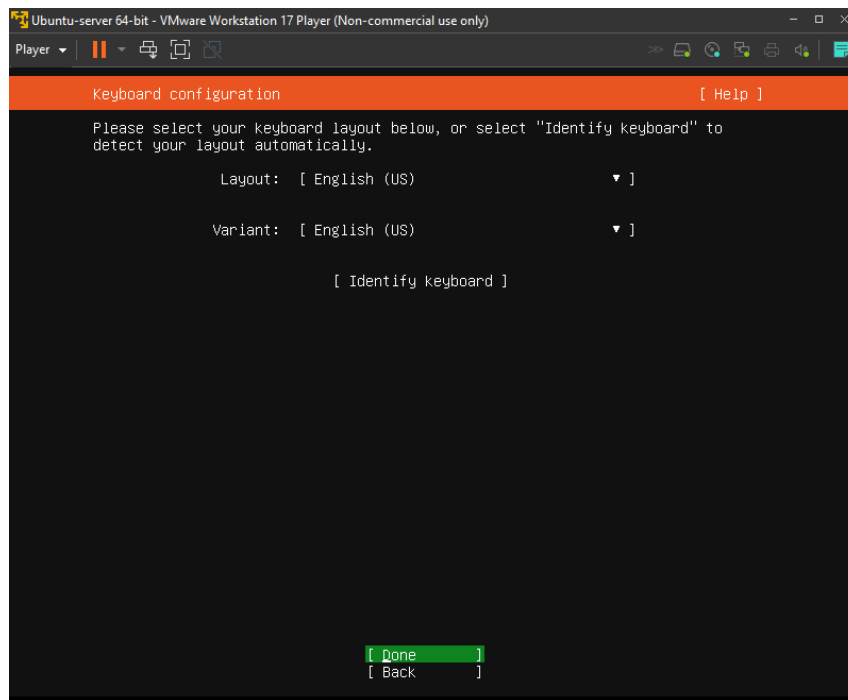 Ubuntu-server 64-bit - VMware Workstation 17 Player (Non-commercial use only)
Player
Keyboard configuration [ Help ]
Please select your keyboard layout below, or select "Identify keyboard" to
detect your layout automatically.
Layout: [ English (US) ▾ ]
Variant: [ English (US) ▾ ]
[ Identify keyboard ]
[ Done ]
[ Back ]